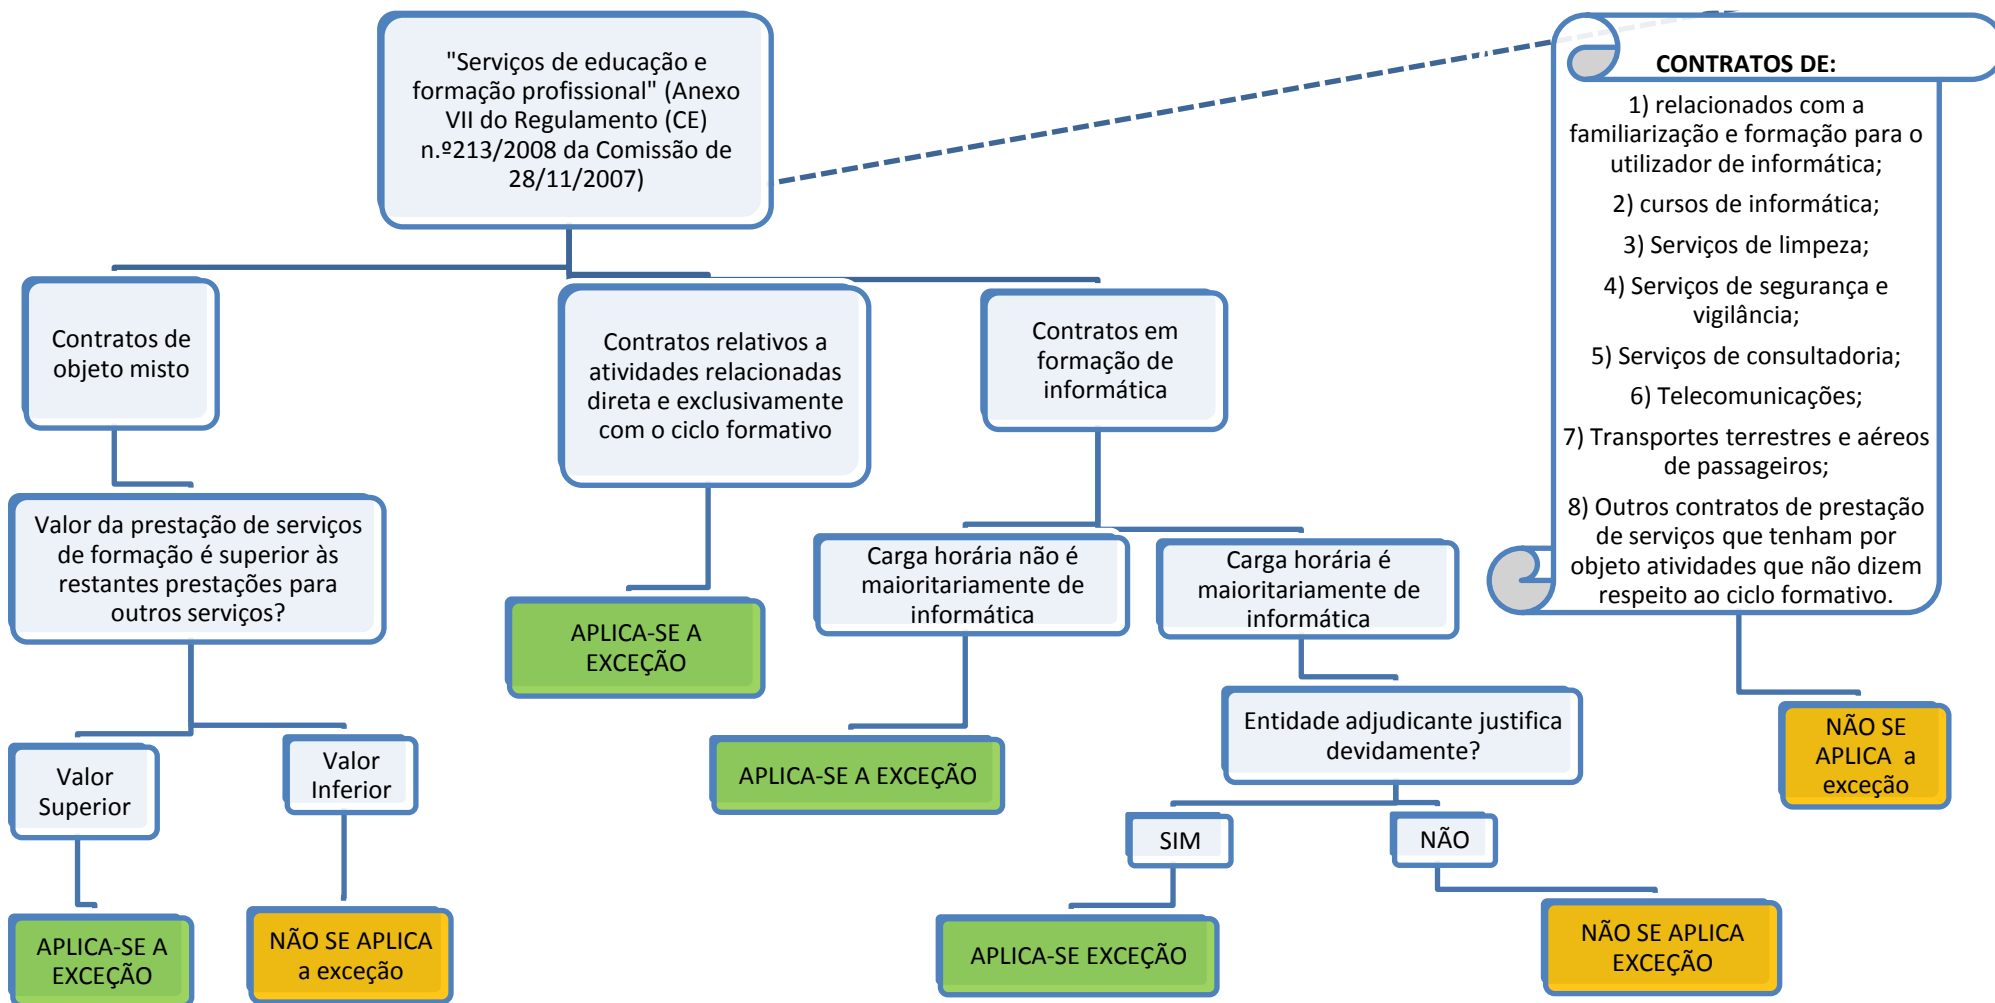 "Serviços de educação e
formação profissional" (Anexo
VII do Regulamento (CE)
n.º213/2008 da Comissão de
28/11/2007)
CONTRATOS DE:
1) relacionados com a
familiarização e formação para o
utilizador de informática;
2) cursos de informática;
3) Serviços de limpeza;
4) Serviços de segurança e
vigilância;
5) Serviços de consultadoria;
6) Telecomunicações;
7) Transportes terrestres e aéreos
de passageiros;
8) Outros contratos de prestação
de serviços que tenham por
objeto atividades que não dizem
respeito ao ciclo formativo.
NÃO SE
APLICA a
exceção
Contratos de
objeto misto
Valor da prestação de serviços
de formação é superior às
restantes prestações para
outros serviços?
Valor
Superior
APLICA-SE A
EXCEÇÃO
Valor
Inferior
NÃO SE APLICA
a exceção
Contratos relativos a
atividades relacionadas
direta e exclusivamente
com o ciclo formativo
APLICA-SE A
EXCEÇÃO
Contratos em
formação de
informática
Carga horária não é
maioritariamente de
informática
APLICA-SE A EXCEÇÃO
Carga horária é
maioritariamente de
informática
Entidade adjudicante justifica
devidamente?
SIM
APLICA-SE EXCEÇÃO
NÃO
NÃO SE APLICA
EXCEÇÃO